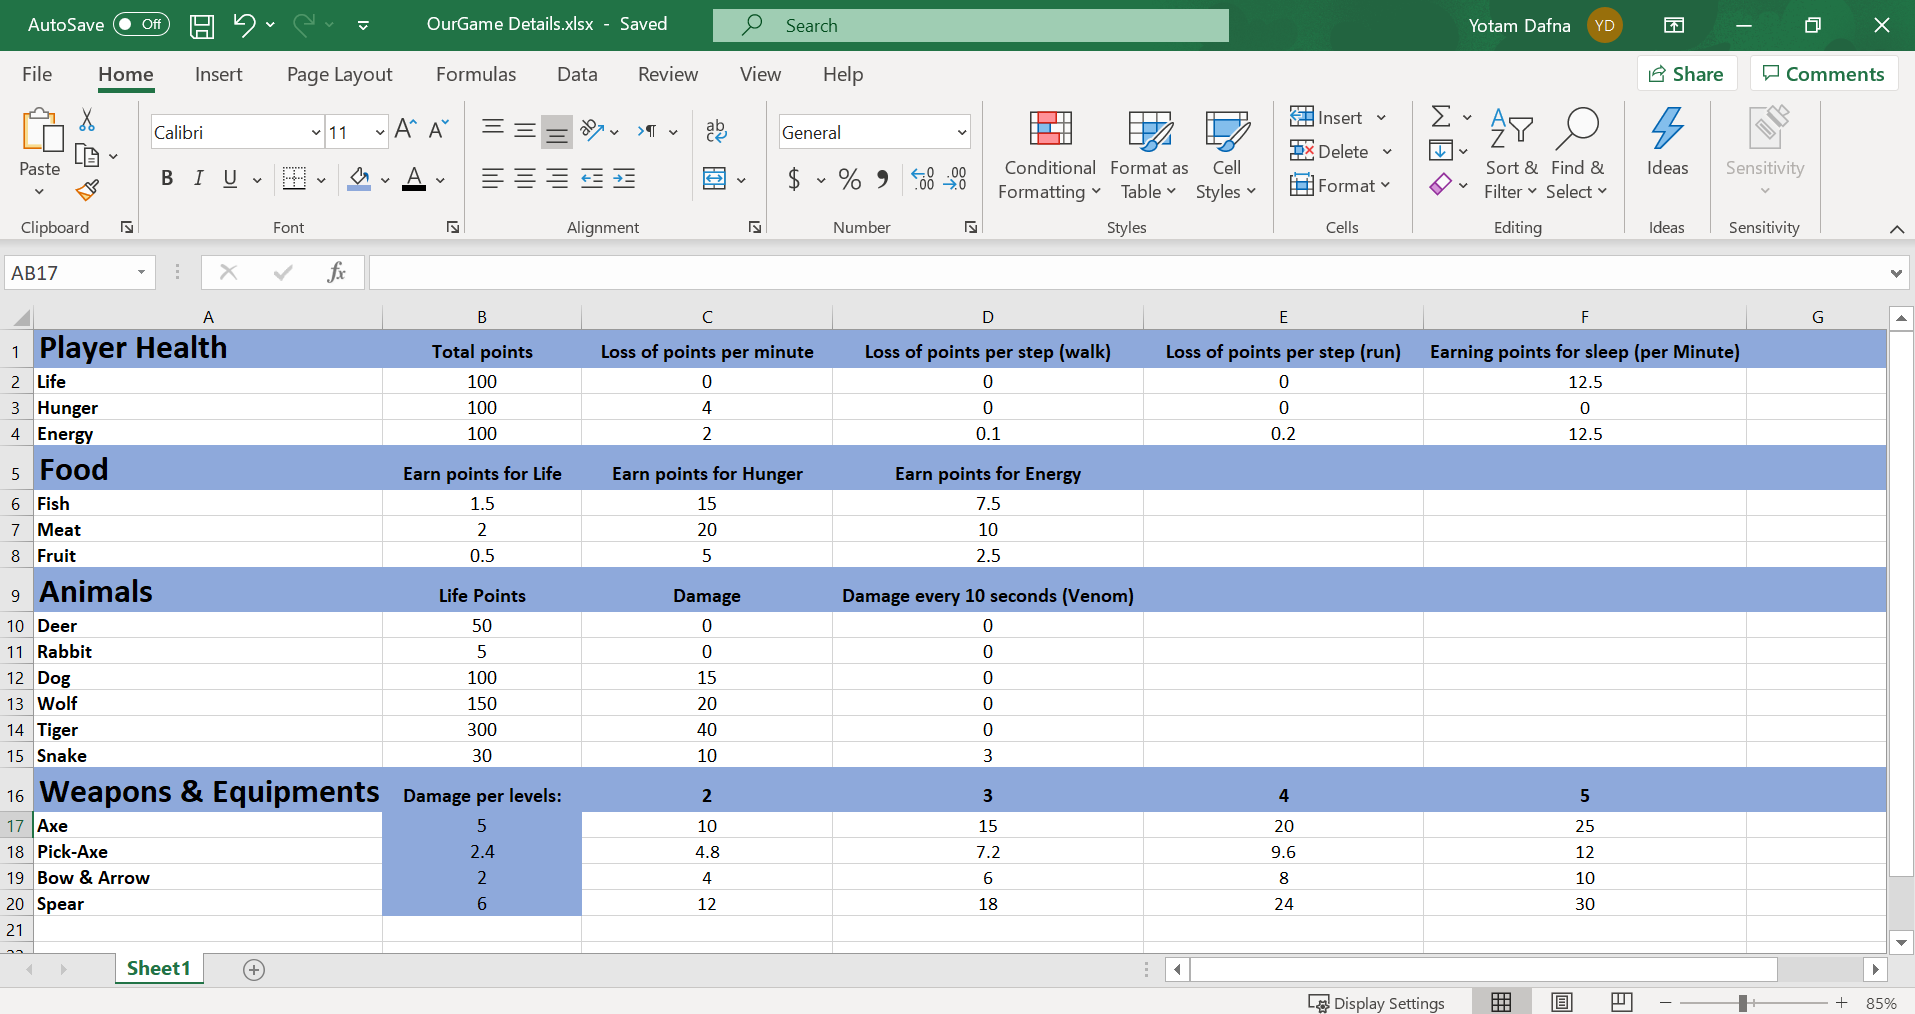 AutoSave Off OurGame Details.xlsx - Saved Search Yotam Dafna YD
File Home Insert Page Layout Formulas Data Review View Help Share Comments
Paste
Calibri 11
B I U A
ab
General
$ % 9 .00 .00
Conditional Formatting
Format as Table
Cell Styles
Insert
Delete
Format
Sort & Filter
Find & Select
Ideas
Sensitivity
Clipboard Font Alignment Number Styles Cells Editing Ideas Sensitivity
AB17 fx
A B C D E F G
1 Player Health Total points Loss of points per minute Loss of points per step (walk) Loss of points per step (run) Earning points for sleep (per Minute)
2 Life 100 0 0 0 12.5
3 Hunger 100 4 0 0 0
4 Energy 100 2 0.1 0.2 12.5
5 Food Earn points for Life Earn points for Hunger Earn points for Energy
6 Fish 1.5 15 7.5
7 Meat 2 20 10
8 Fruit 0.5 5 2.5
9 Animals Life Points Damage Damage every 10 seconds (Venom)
10 Deer 50 0 0
11 Rabbit 5 0 0
12 Dog 100 15 0
13 Wolf 150 20 0
14 Tiger 300 40 0
15 Snake 30 10 3
16 Weapons & Equipments Damage per levels: 2 3 4 5
17 Axe 5 10 15 20 25
18 Pick-Axe 2.4 4.8 7.2 9.6 12
19 Bow & Arrow 2 4 6 8 10
20 Spear 6 12 18 24 30
21
Sheet1
Display Settings 85%